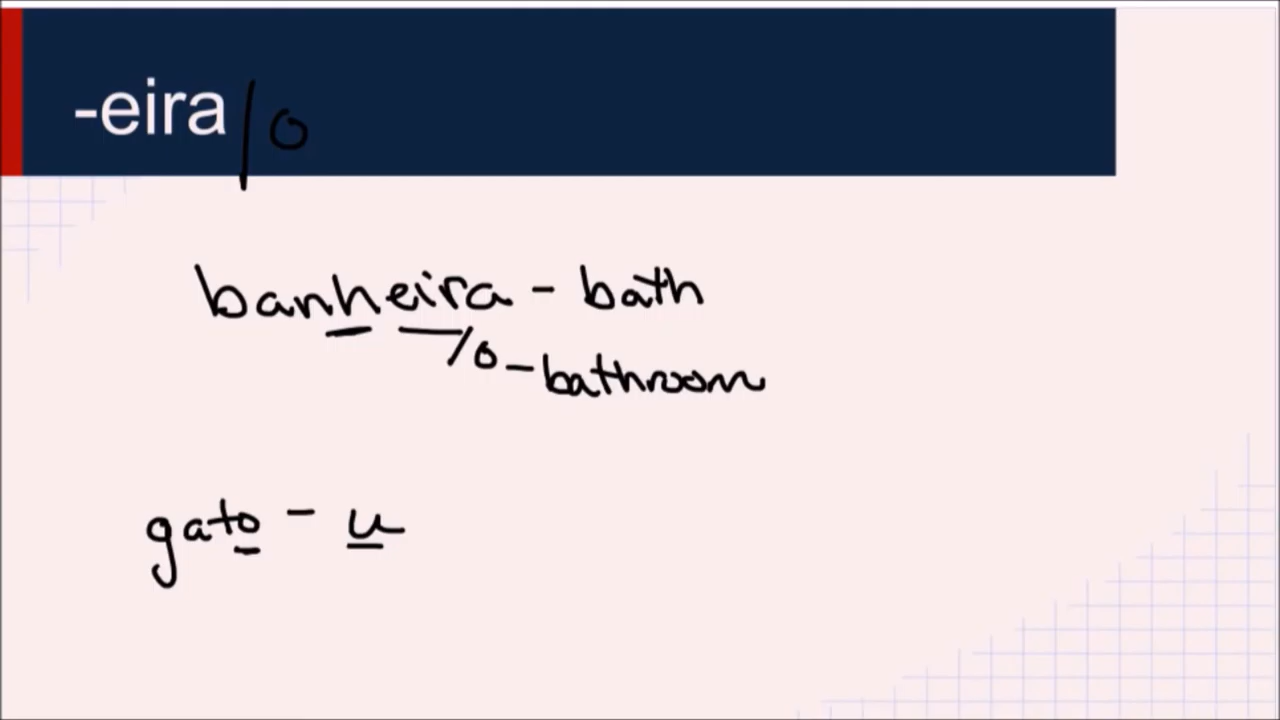 -eira/o
banheira - bath
/o - bathroom
gato - u